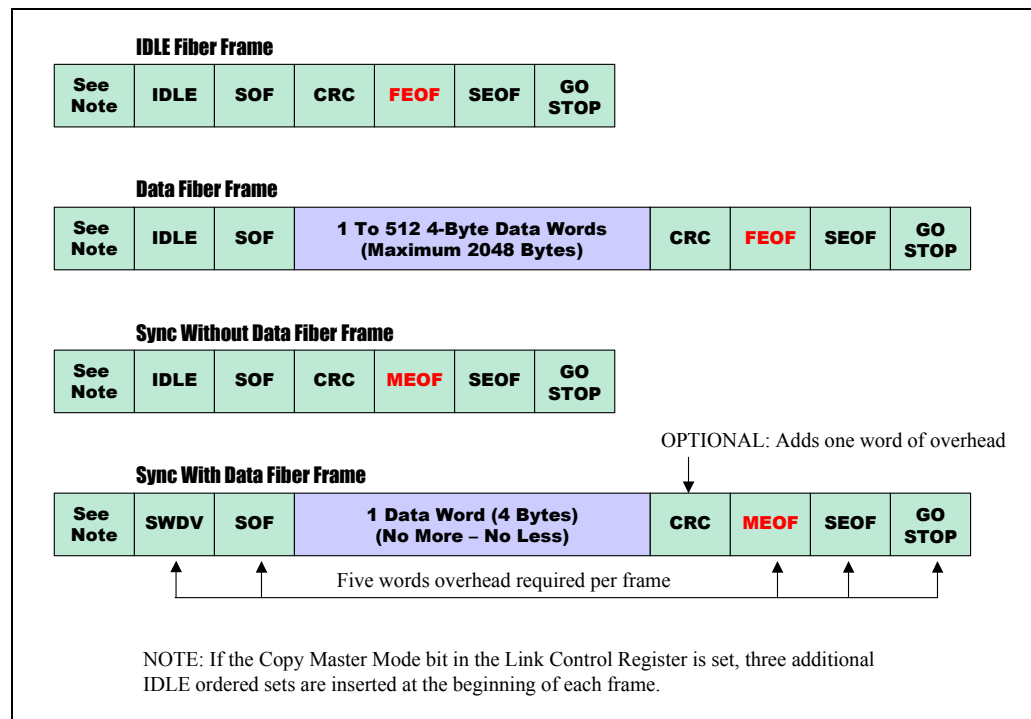 IDLE Fiber Frame
See Note IDLE SOF CRC FEOF SEOF GO STOP
Data Fiber Frame
See Note IDLE SOF 1 To 512 4-Byte Data Words (Maximum 2048 Bytes) CRC FEOF SEOF GO STOP
Sync Without Data Fiber Frame
See Note IDLE SOF CRC MEOF SEOF GO STOP
OPTIONAL: Adds one word of overhead
Sync With Data Fiber Frame
See Note SWDV SOF 1 Data Word (4 Bytes) (No More – No Less) CRC MEOF SEOF GO STOP
Five words overhead required per frame
NOTE: If the Copy Master Mode bit in the Link Control Register is set, three additional
IDLE ordered sets are inserted at the beginning of each frame.